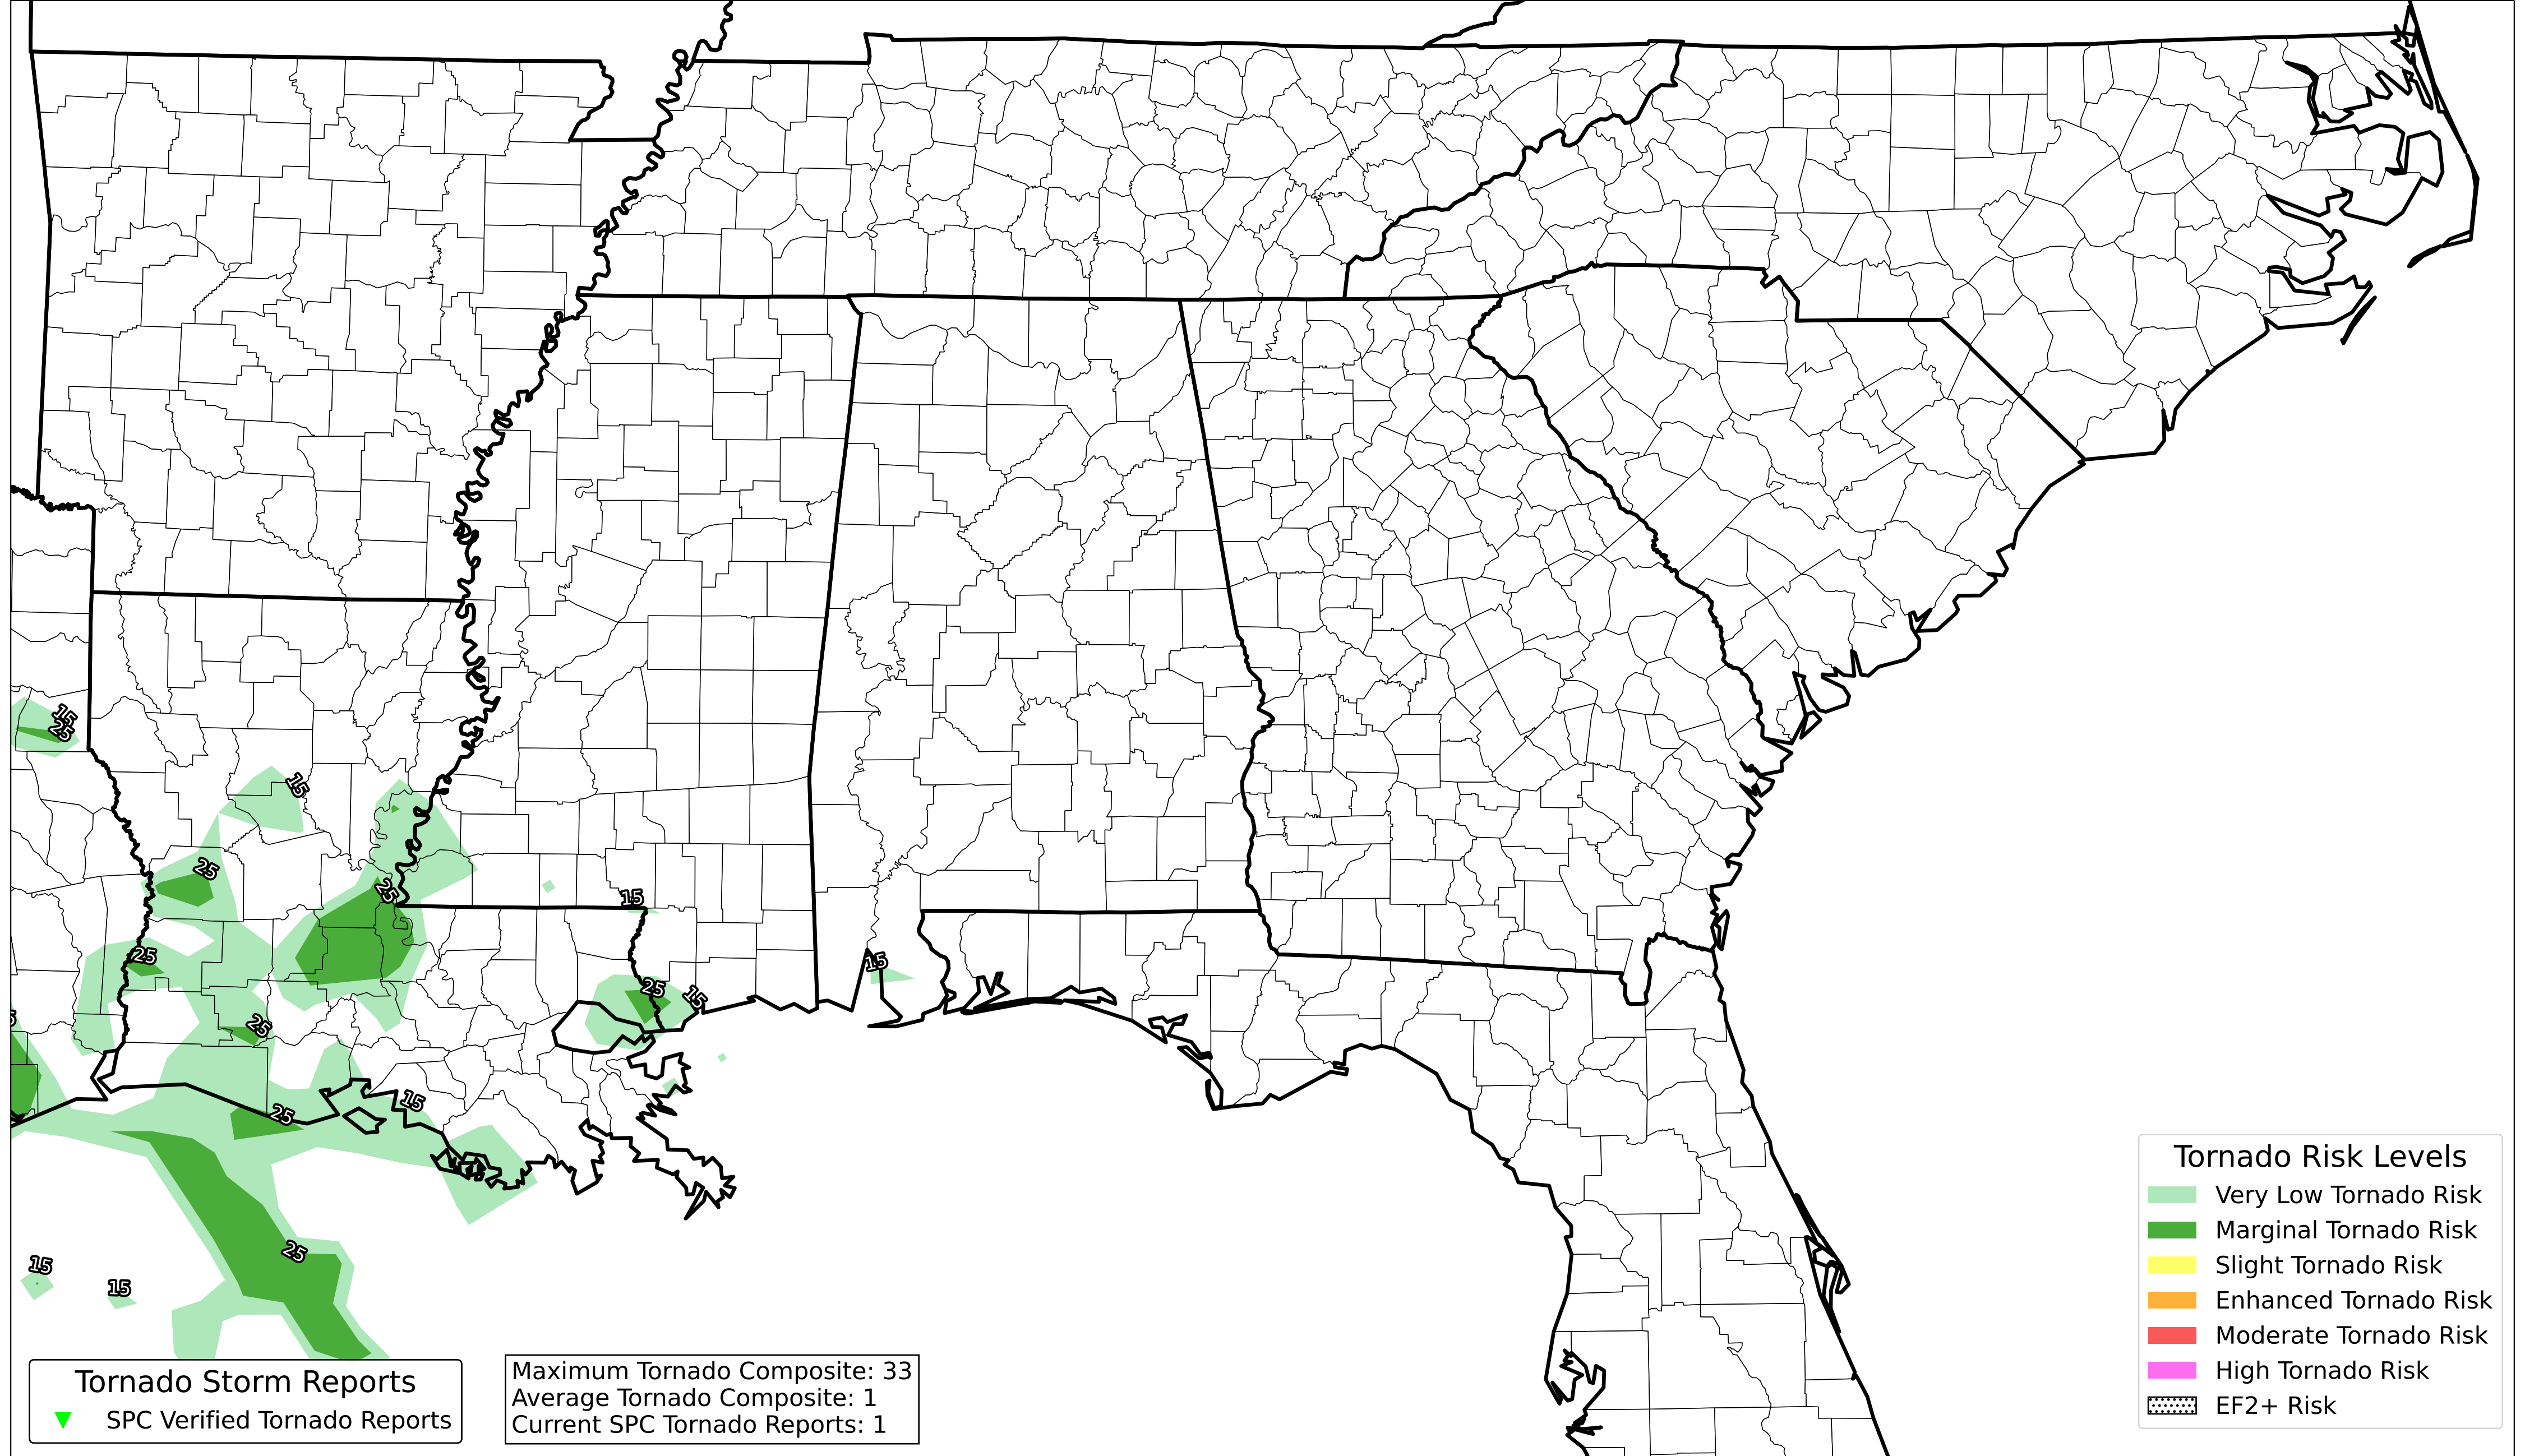 15
25
15
25
25
15
25
15
25
25
15
5
25
15
25
15
15
25
Tornado Storm Reports
SPC Verified Tornado Reports
Maximum Tornado Composite: 33
Average Tornado Composite: 1
Current SPC Tornado Reports: 1
Tornado Risk Levels
Very Low Tornado Risk
Marginal Tornado Risk
Slight Tornado Risk
Enhanced Tornado Risk
Moderate Tornado Risk
High Tornado Risk
EF2+ Risk